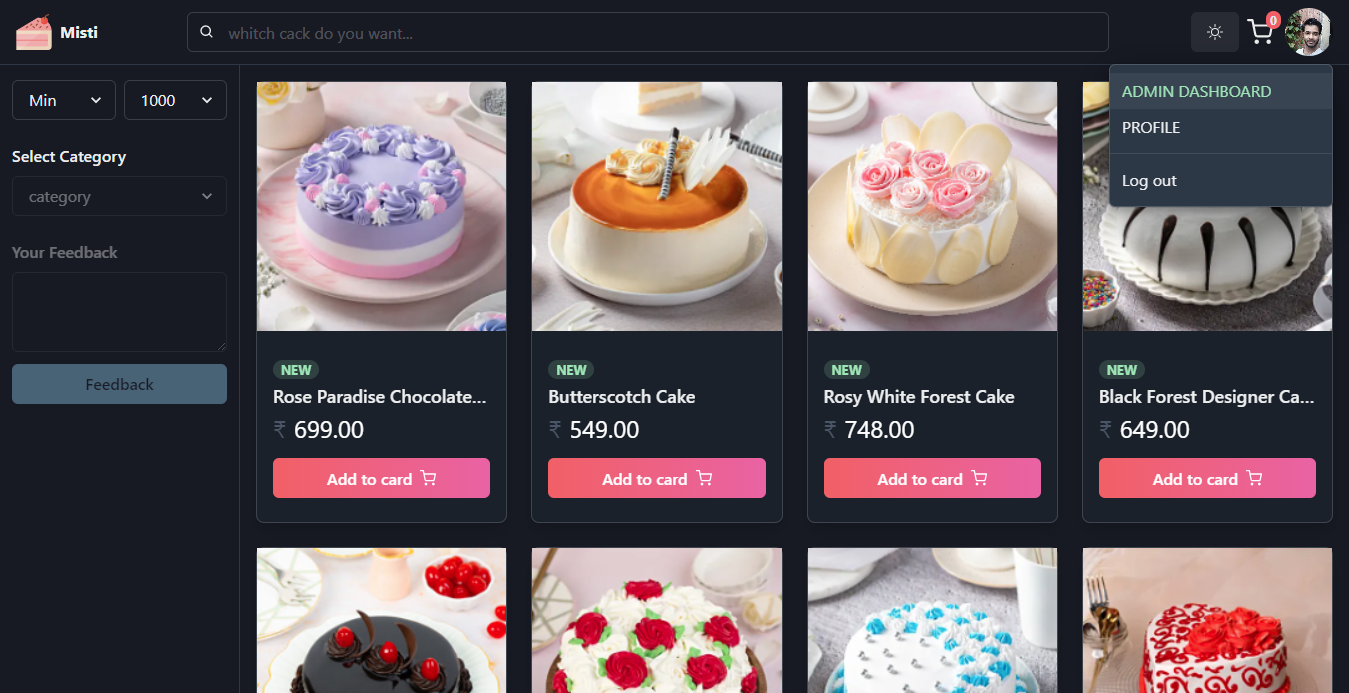 Misti
whitch cack do you want...
0
ADMIN DASHBOARD
PROFILE
Log out
Min
1000
Select Category
category
Your Feedback
Feedback
NEW
Rose Paradise Chocolate...
₹ 699.00
Add to card
NEW
Butterscotch Cake
₹ 549.00
Add to card
NEW
Rosy White Forest Cake
₹ 748.00
Add to card
NEW
Black Forest Designer Ca...
₹ 649.00
Add to card